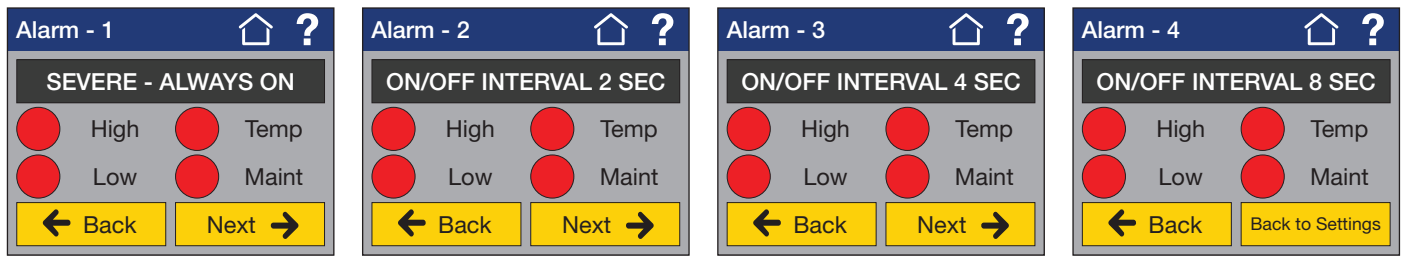 Alarm - 1 ?
SEVERE - ALWAYS ON
High Temp
Low Maint
Back Next
Alarm - 2 ?
ON/OFF INTERVAL 2 SEC
High Temp
Low Maint
Back Next
Alarm - 3 ?
ON/OFF INTERVAL 4 SEC
High Temp
Low Maint
Back Next
Alarm - 4 ?
ON/OFF INTERVAL 8 SEC
High Temp
Low Maint
Back Back to Settings